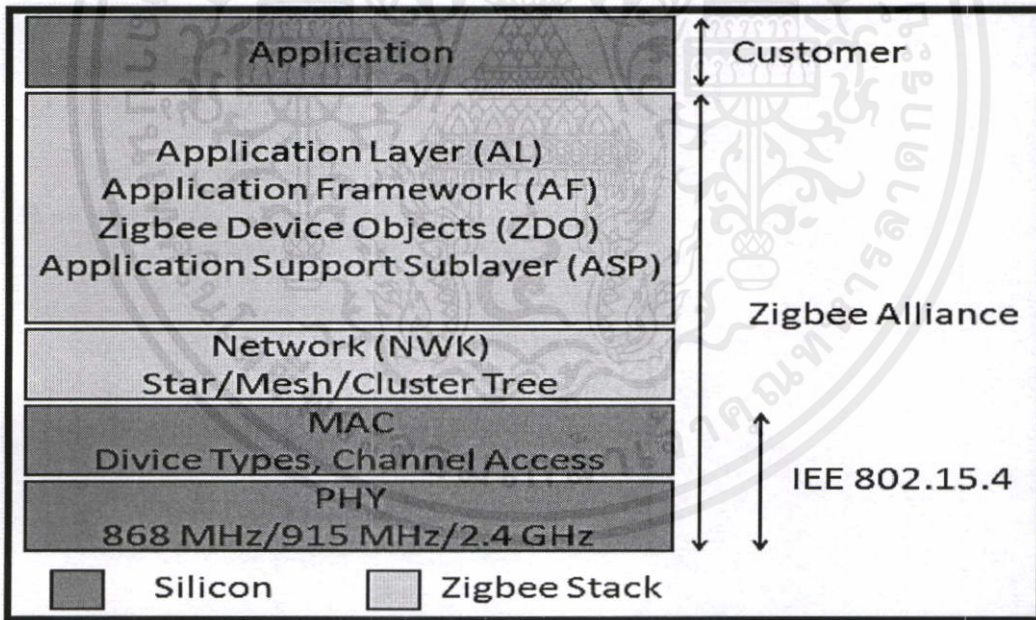 Application
Customer
Application Layer (AL)
Application Framework (AF)
Zigbee Device Objects (ZDO)
Application Support Sublayer (ASP)
Zigbee Alliance
Network (NWK)
Star/Mesh/Cluster Tree
MAC
Divice Types, Channel Access
IEE 802.15.4
PHY
868 MHz/915 MHz/2.4 GHz
Silicon
Zigbee Stack